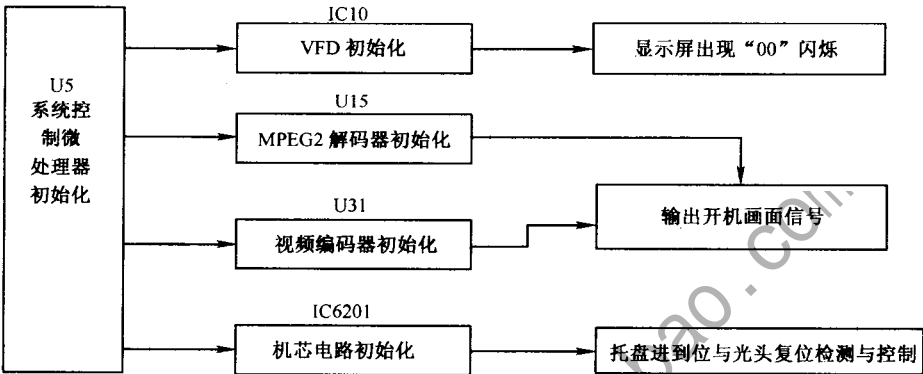 IC10
VFD 初始化
显示屏出现“00”闪烁
U5
系统控
制微
处理器
初始化
U15
MPEG2 解码器初始化
输出开机画面信号
U31
视频编码器初始化
IC6201
机芯电路初始化
托盘进到位与光头复位检测与控制
bao.com